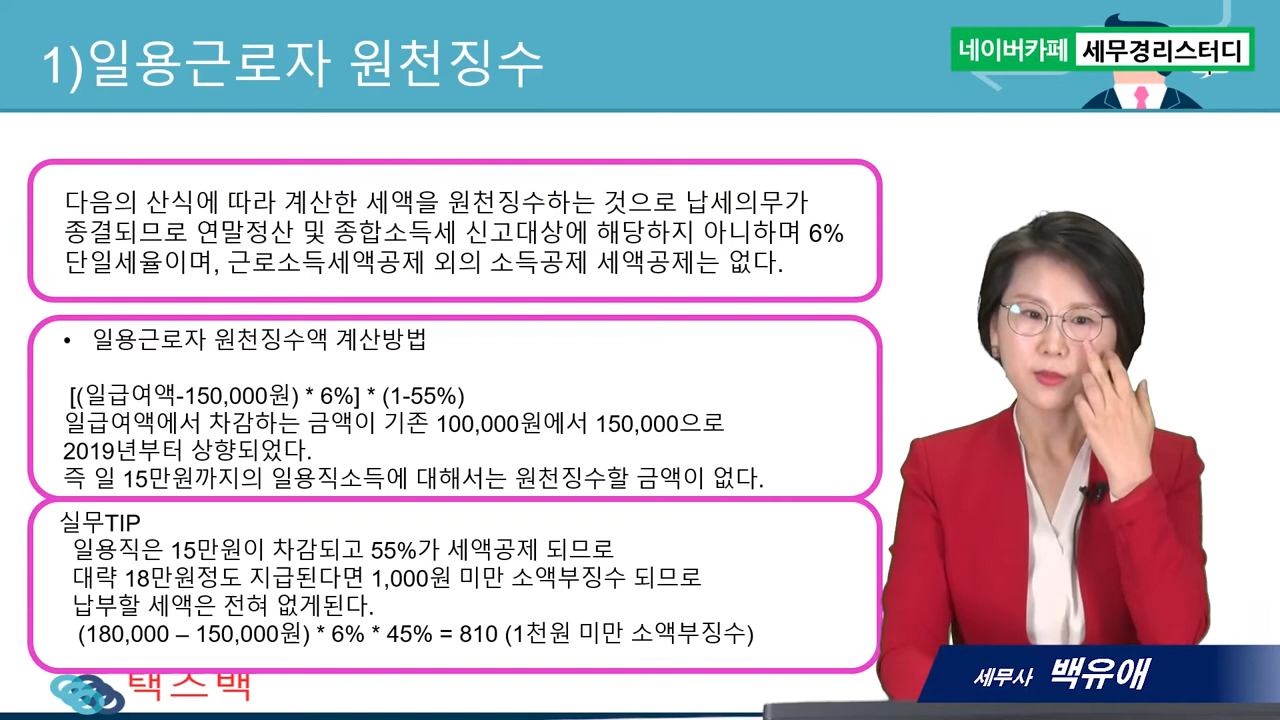 1)일용근로자 원천징수
네이버카페 세무경리스터디
다음의 산식에 따라 계산한 세액을 원천징수하는 것으로 납세의무가
종결되므로 연말정산 및 종합소득세 신고대상에 해당하지 아니하며 6%
단일세율이며, 근로소득세액공제 외의 소득공제 세액공제는 없다.
• 일용근로자 원천징수액 계산방법
[(일급여액-150,000원) * 6%] * (1-55%)
일급여액에서 차감하는 금액이 기존 100,000원에서 150,000으로
2019년부터 상향되었다.
즉 일 15만원까지의 일용직소득에 대해서는 원천징수할 금액이 없다.
실무TIP
일용직은 15만원이 차감되고 55%가 세액공제 되므로
대략 18만원정도 지급된다면 1,000원 미만 소액부징수 되므로
납부할 세액은 전혀 없게된다.
(180,000 – 150,000원) * 6% * 45% = 810 (1천원 미만 소액부징수)
택스백
세무사 백유애